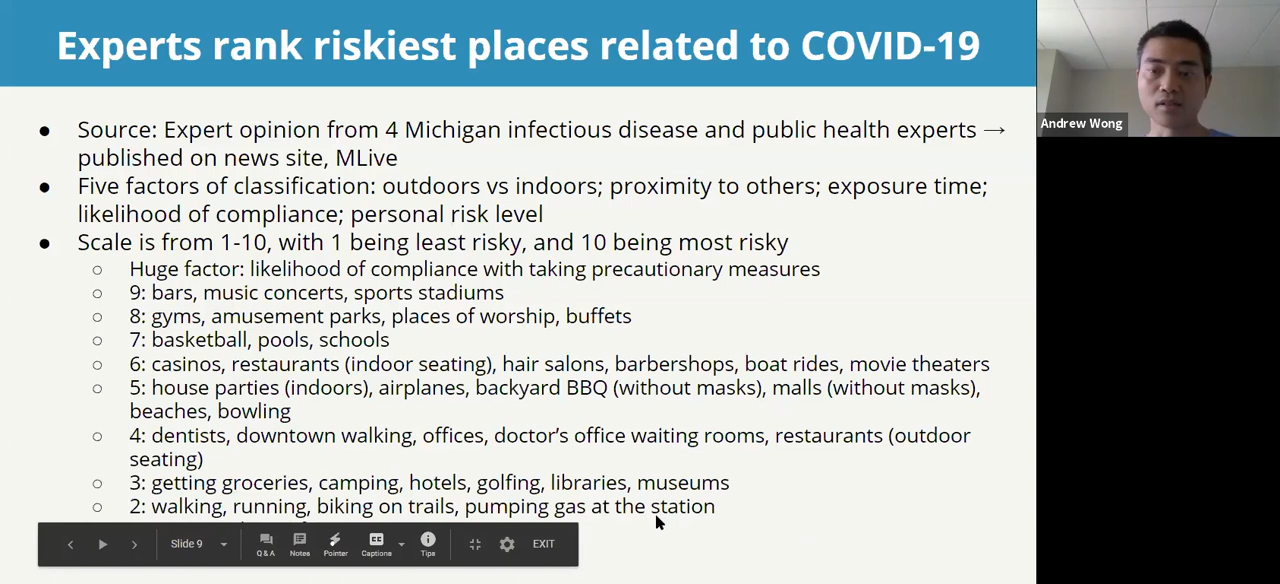 Experts rank riskiest places related to COVID-19
● Source: Expert opinion from 4 Michigan infectious disease and public health experts →
published on news site, MLive
● Five factors of classification: outdoors vs indoors; proximity to others; exposure time;
likelihood of compliance; personal risk level
● Scale is from 1-10, with 1 being least risky, and 10 being most risky
○ Huge factor: likelihood of compliance with taking precautionary measures
○ 9: bars, music concerts, sports stadiums
○ 8: gyms, amusement parks, places of worship, buffets
○ 7: basketball, pools, schools
○ 6: casinos, restaurants (indoor seating), hair salons, barbershops, boat rides, movie theaters
○ 5: house parties (indoors), airplanes, backyard BBQ (without masks), malls (without masks),
beaches, bowling
○ 4: dentists, downtown walking, offices, doctor's office waiting rooms, restaurants (outdoor
seating)
○ 3: getting groceries, camping, hotels, golfing, libraries, museums
○ 2: walking, running, biking on trails, pumping gas at the station
Slide 9
Q & A
Notes
Pointer
Captions
Tips
EXIT
Andrew Wong